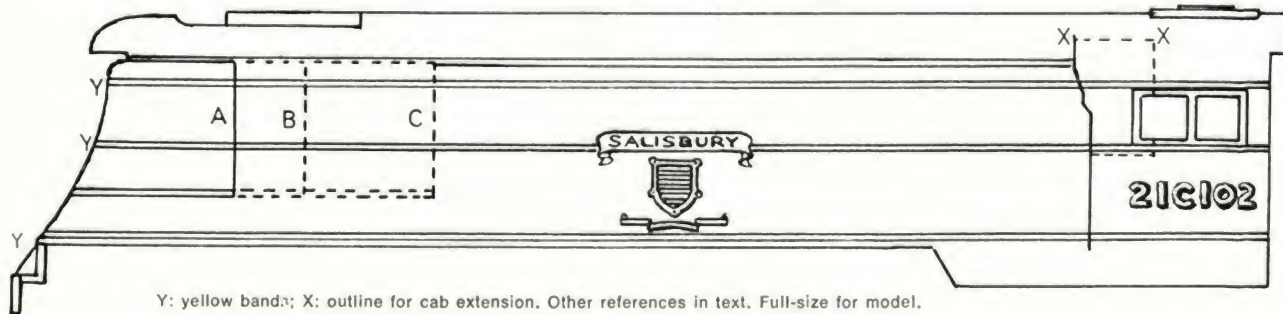 X X
Y
A B C
Y
SALISBURY
21C102
Y
Y: yellow bands; X: outline for cab extension. Other references in text. Full-size for model.